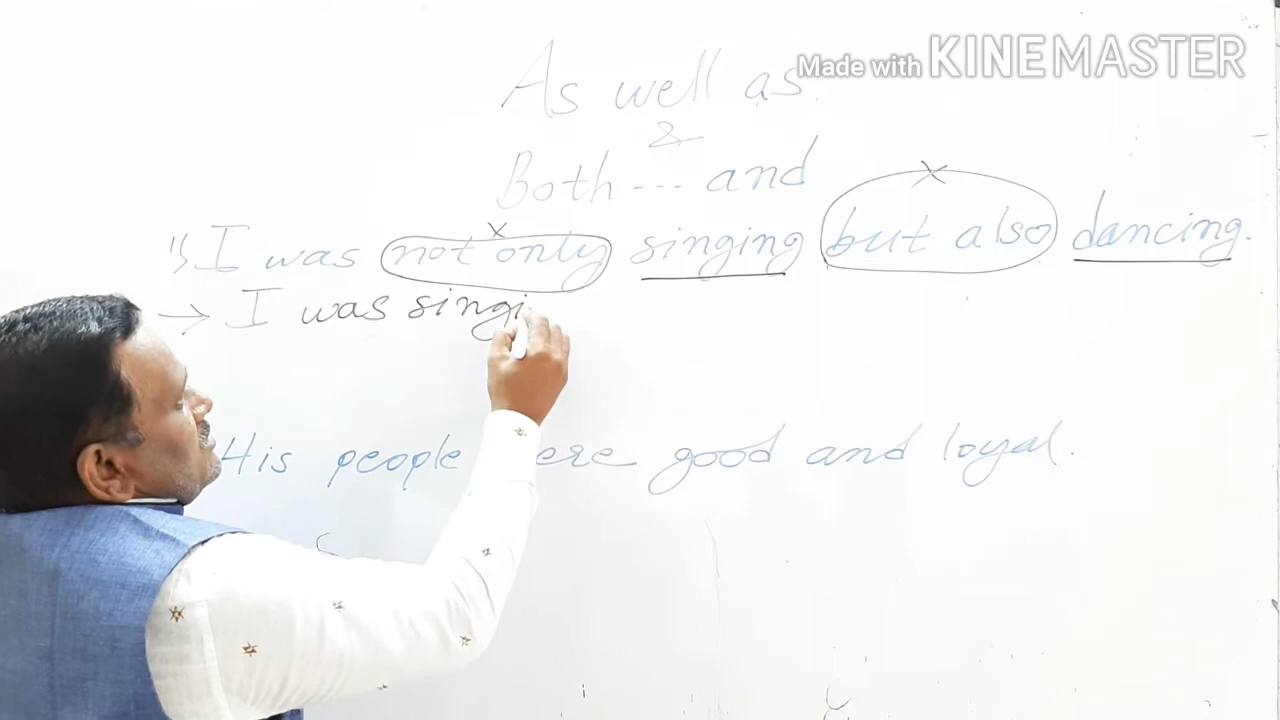 Made with KINEMASTER
As well as.
&
Both --- and
1) I was not only singing but also dancing.
→ I was singi
His people ere good and loyal.